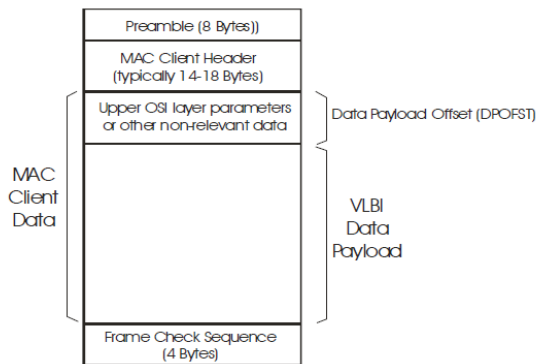 Preamble (8 Bytes))
MAC Client Header
(typically 14-18 Bytes)
Upper OSI layer parameters
or other non-relevant data
Data Payload Offset (DPOFST)
MAC
Client
Data
VLBI
Data
Payload
Frame Check Sequence
(4 Bytes)